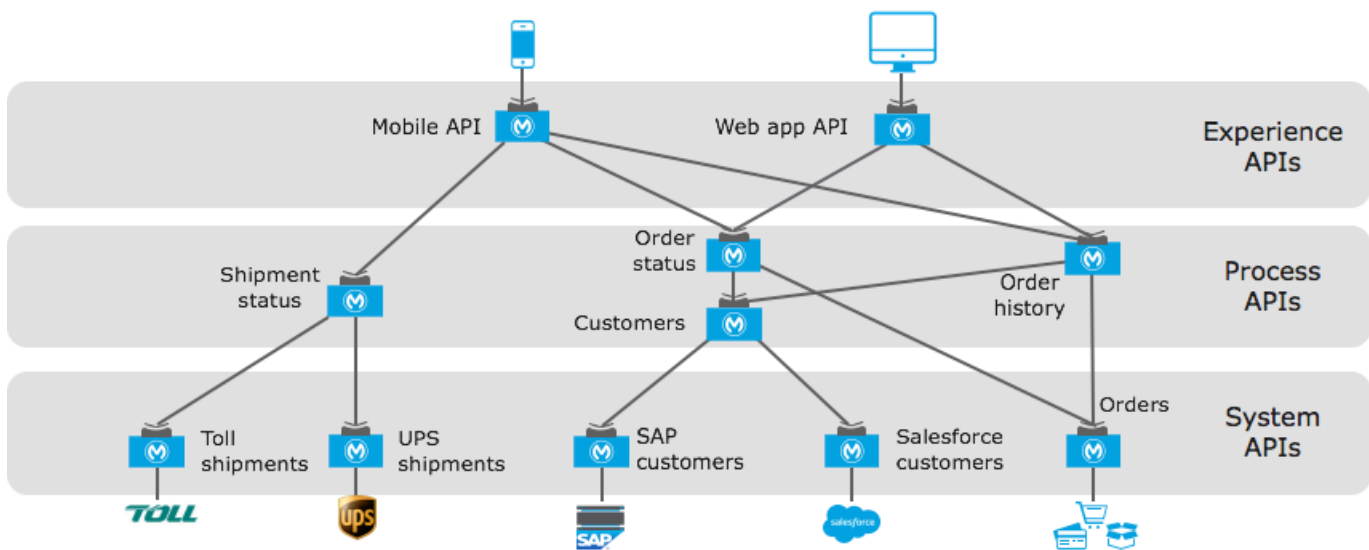 Mobile API
Web app API
Experience
APIs
Shipment
status
Order
status
Customers
Order
history
Process
APIs
Toll
shipments
UPS
shipments
SAP
customers
Salesforce
customers
Orders
System
APIs
TOLL
ups
SAP
salesforce